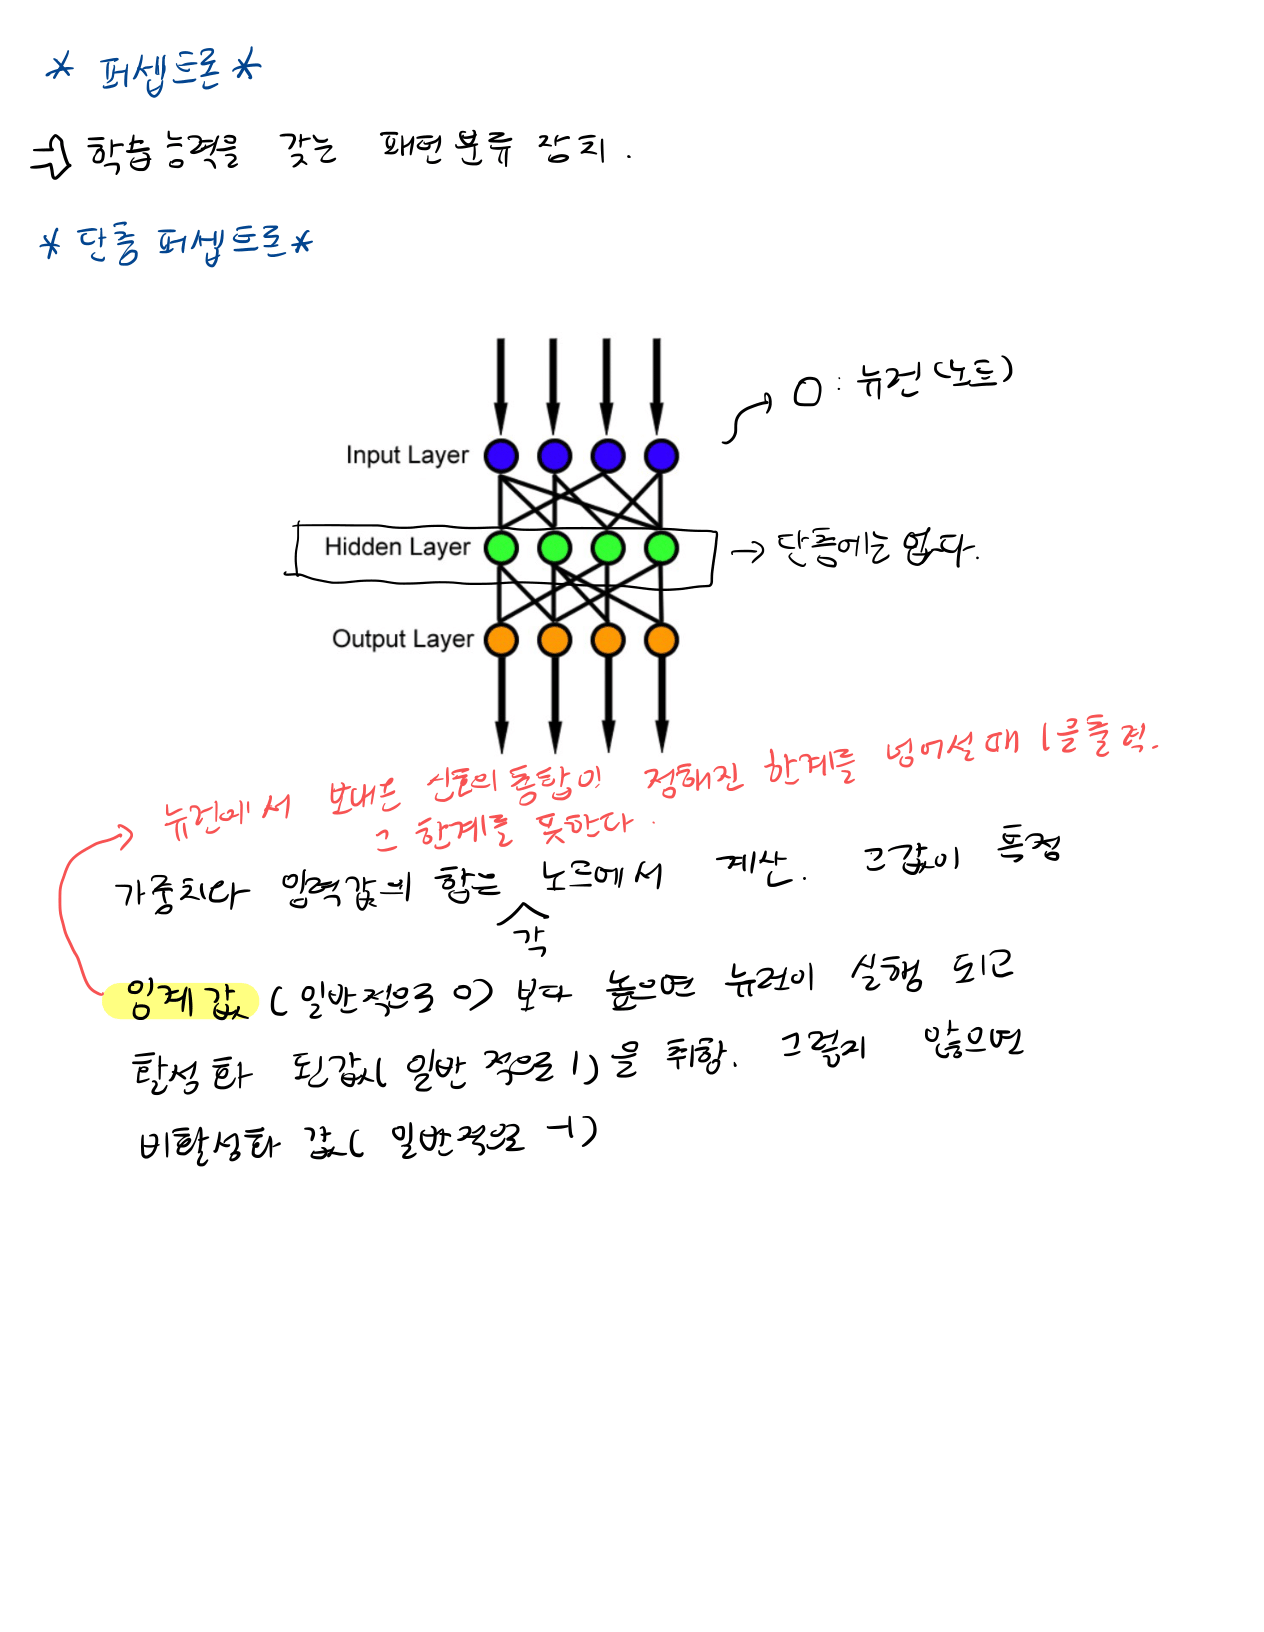 * 퍼셉트론 *
⇒ 학습능력을 갖는 패턴분류 장치.
* 단층 퍼셉트론 *
○ : 뉴런 (노드)
Input Layer
Hidden Layer → 단층에는 없다.
Output Layer
뉴런에서 보내온 신호의 총합이 정해진 한계를 넘어설 때 1을 출력.
그 한계를 뜻한다.
가중치와 입력값의 합은 각 노드에서 계산. 그값이 특정
임계값 (일반적으로 0) 보다 높으면 뉴런이 실행 되고
활성화 된값( 일반적으로 1)을 취함. 그렇지 않으면
비활성화 값( 일반적으로 -1)